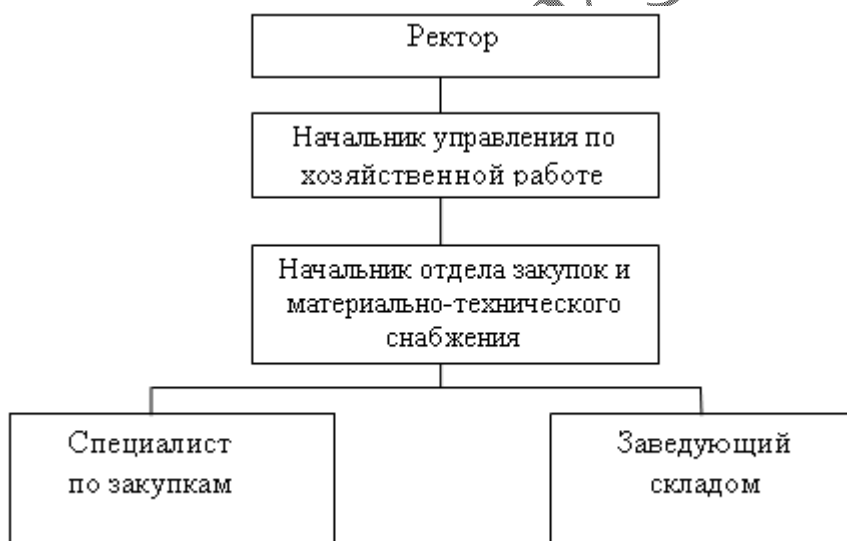 Ректор
Начальник управления по
хозяйственной работе
Начальник отдела закупок и
материально-технического
снабжения
Специалист
по закупкам
Заведующий
складом